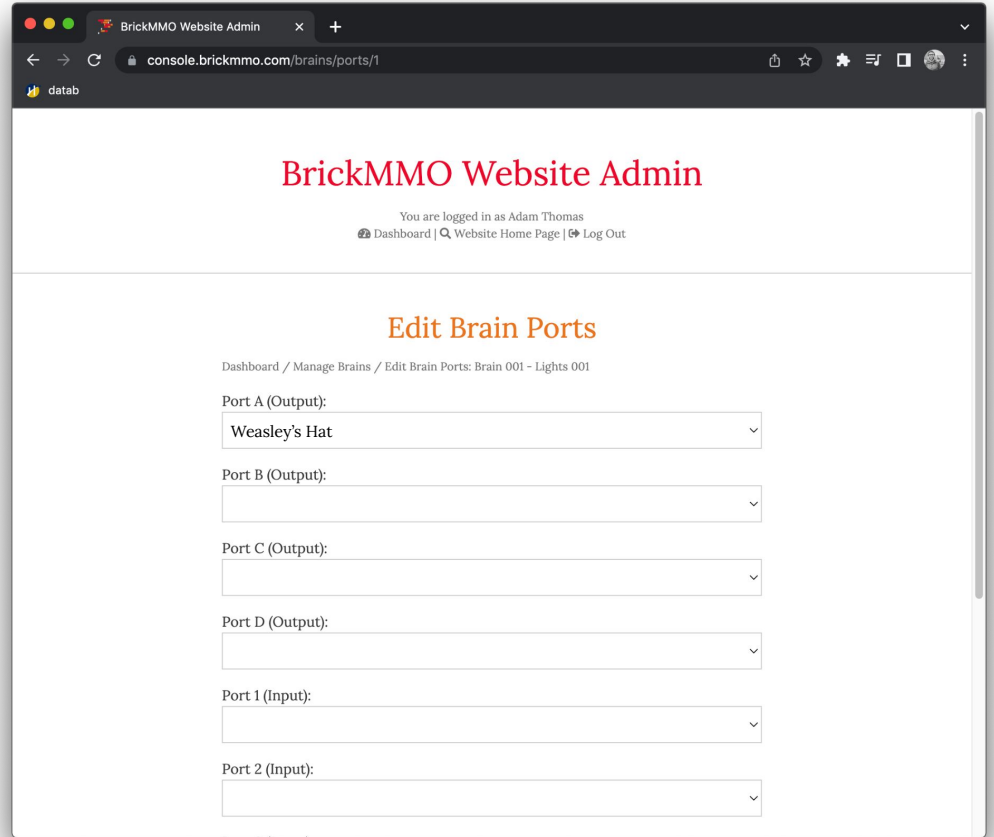 BrickMMO Website Admin
console.brickmmo.com/brains/ports/1
datab
BrickMMO Website Admin
You are logged in as Adam Thomas
Dashboard | Website Home Page | Log Out
Edit Brain Ports
Dashboard / Manage Brains / Edit Brain Ports: Brain 001 - Lights 001
Port A (Output):
Weasley’s Hat
Port B (Output):
Port C (Output):
Port D (Output):
Port 1 (Input):
Port 2 (Input):